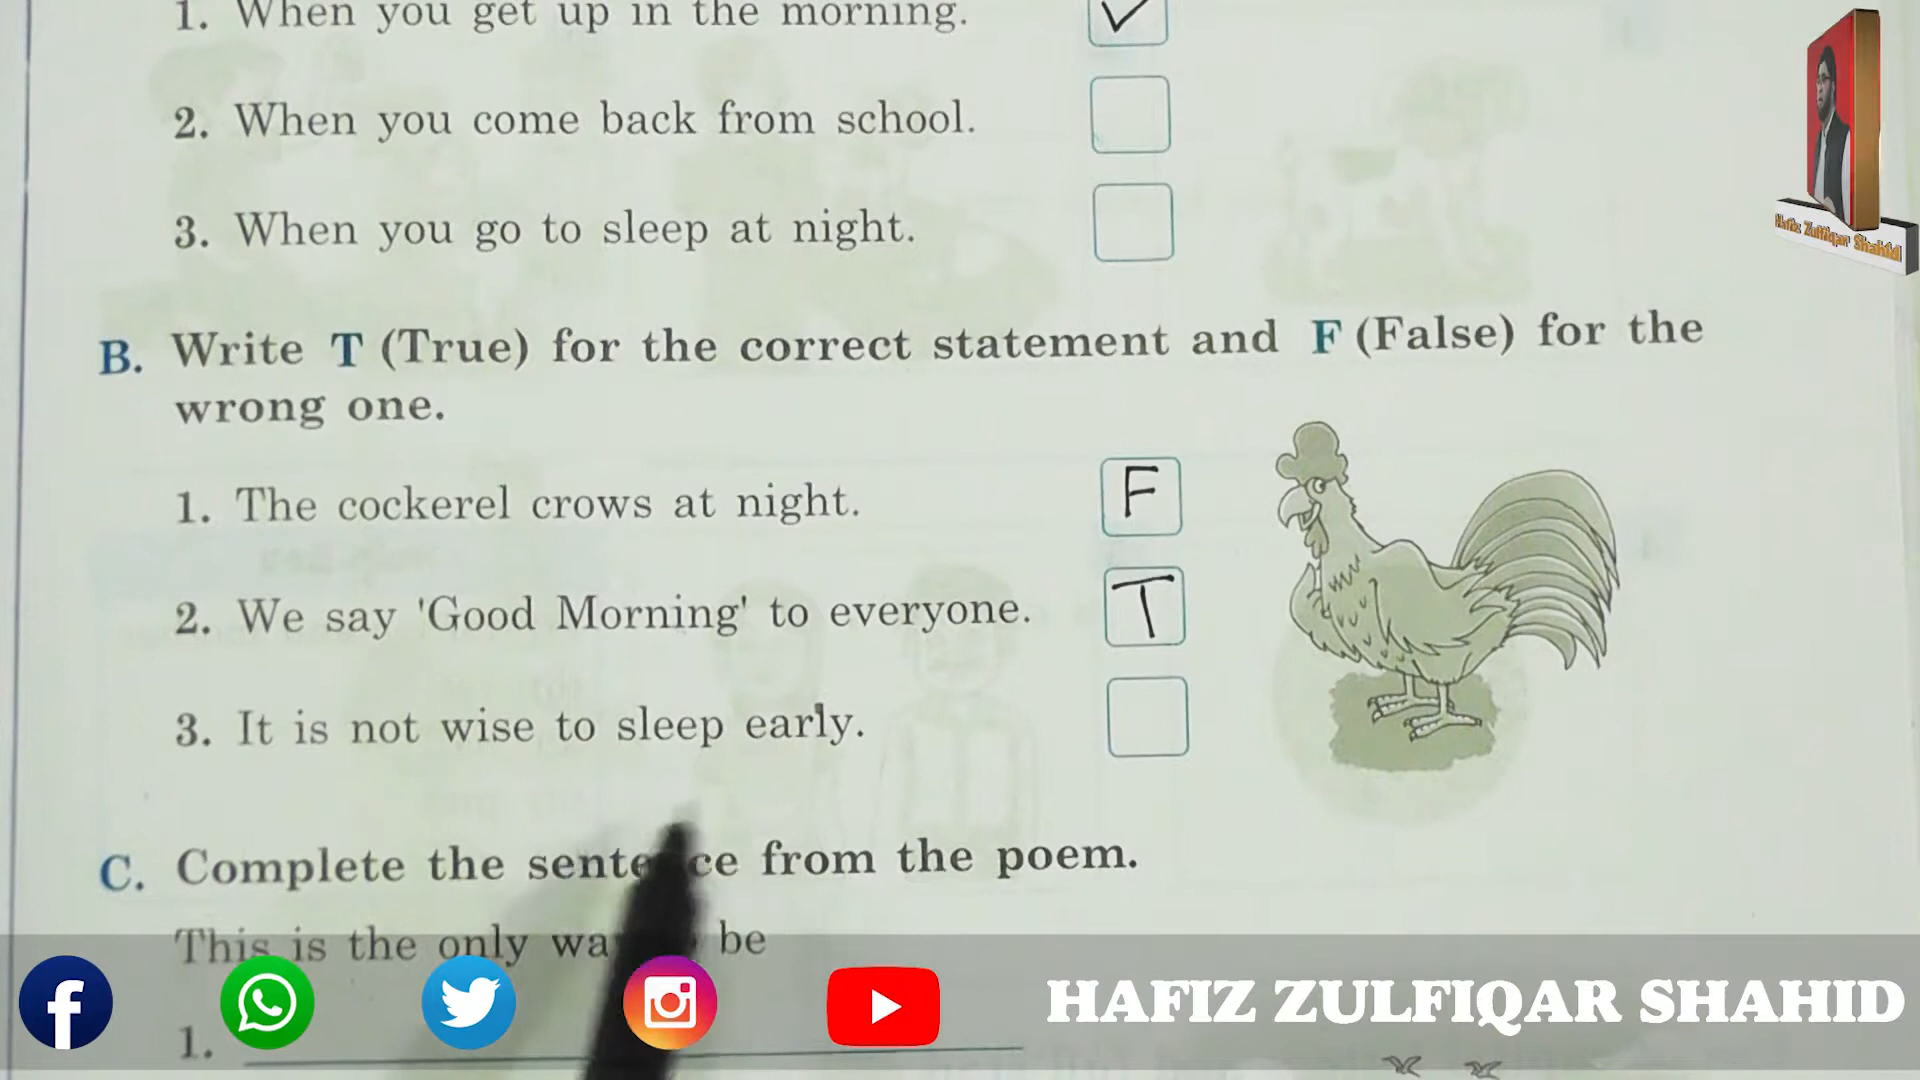 1. When you get up in the morning. ✓
2. When you come back from school.
3. When you go to sleep at night.
Hafiz Zulfiqar Shahid
B. Write T (True) for the correct statement and F (False) for the
wrong one.
1. The cockerel crows at night. F
2. We say 'Good Morning' to everyone. T
3. It is not wise to sleep early.
C. Complete the sentence from the poem.
This is the only be
1.
HAFIZ ZULFIQAR SHAHID